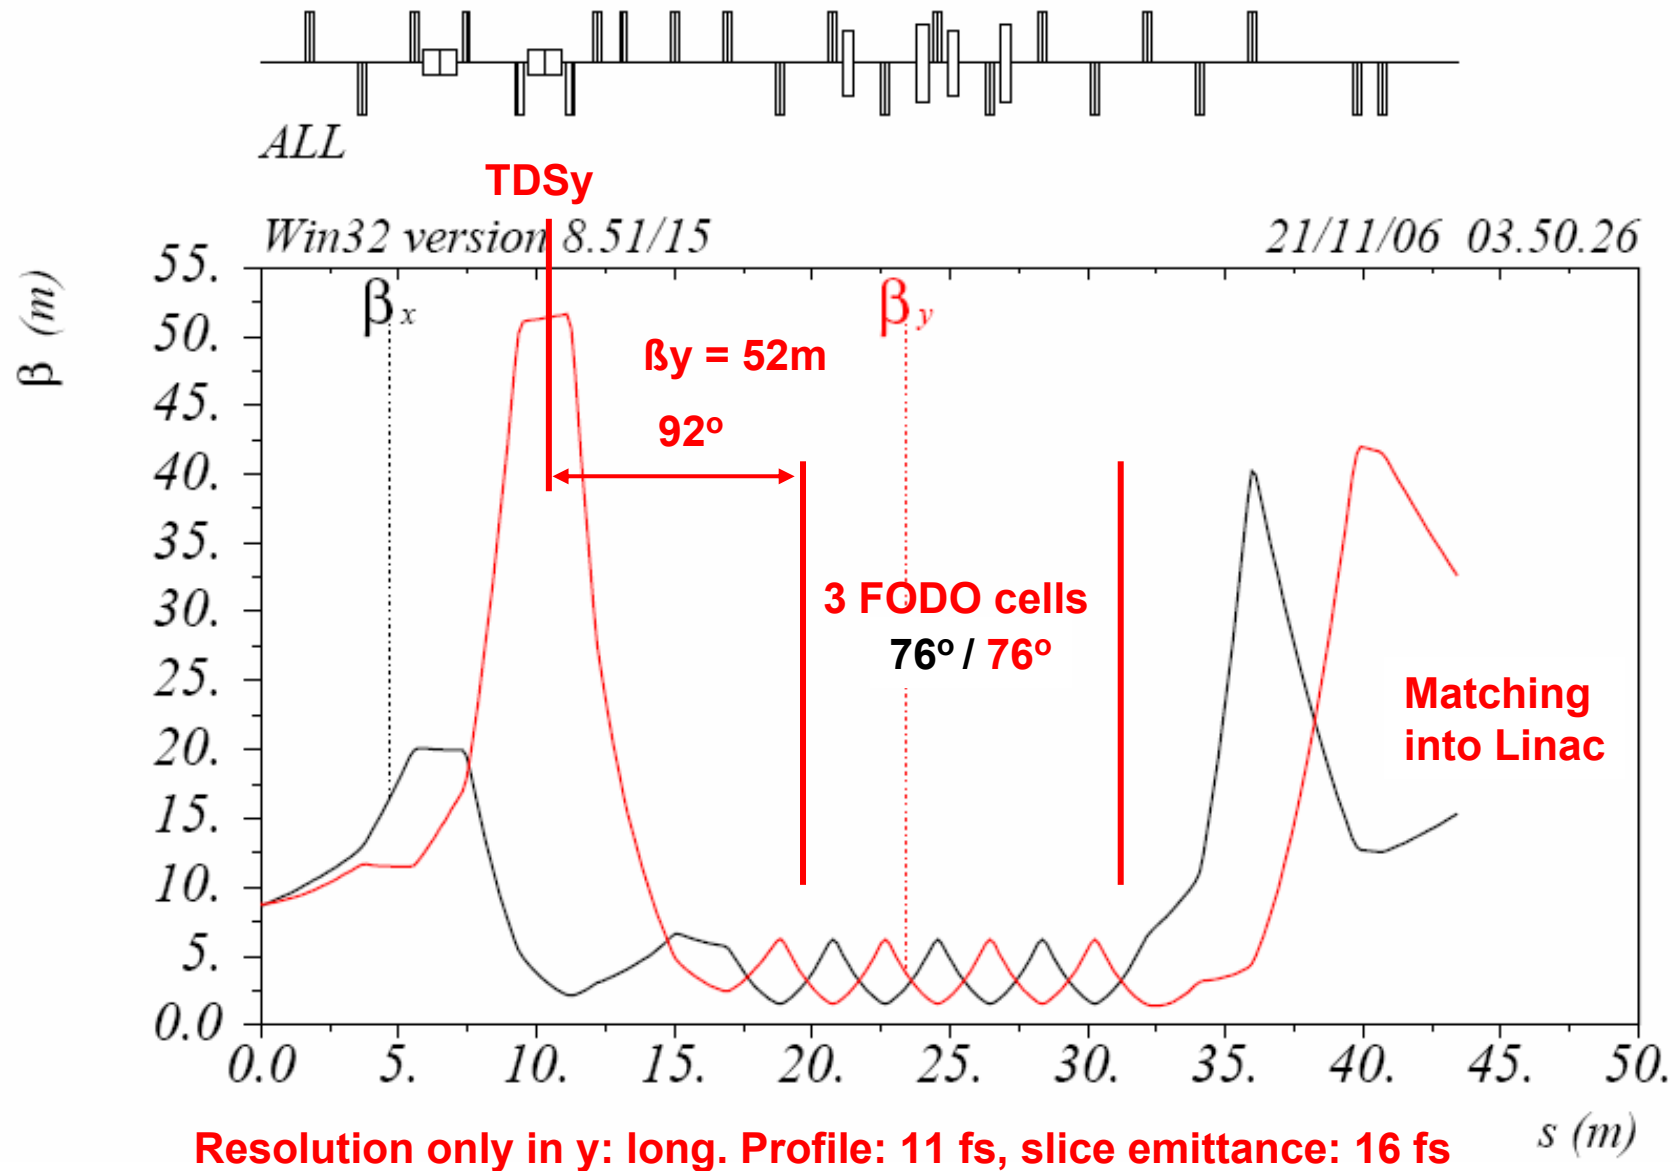 ALL
TDSy
Win32 version 8.51/15 21/11/06 03.50.26
β (m)
55.
50.
45.
40.
35.
30.
25.
20.
15.
10.
5.
0.0
βx
βy
ßy = 52m
92º
3 FODO cells
76º / 76º
Matching
into Linac
0.0 5. 10. 15. 20. 25. 30. 35. 40. 45. 50.
s (m)
Resolution only in y: long. Profile: 11 fs, slice emittance: 16 fs